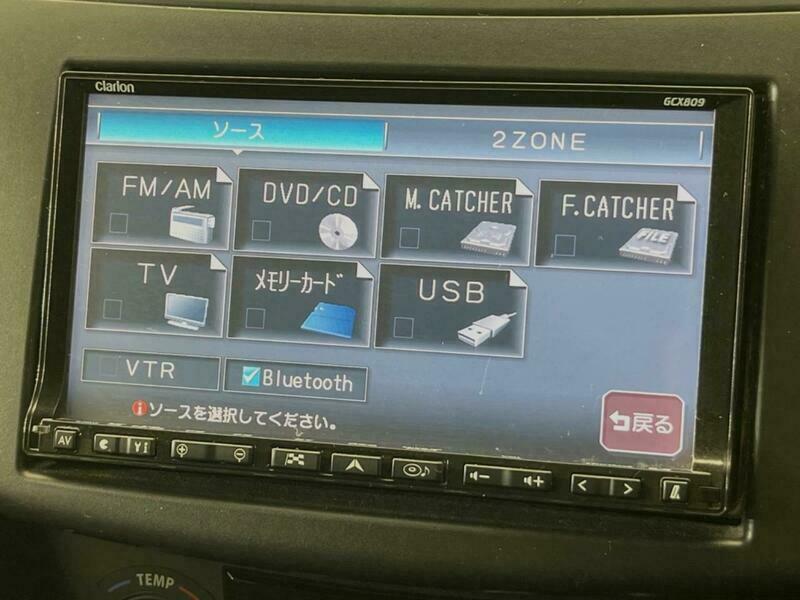 Clarion
GCX809
ソース
2ZONE
FM/AM
DVD/CD
M.CATCHER
F.CATCHER
FILE
TV
メモリーカード
USB
VTR
Bluetooth
ソースを選択してください。
戻る
AV
TEMP